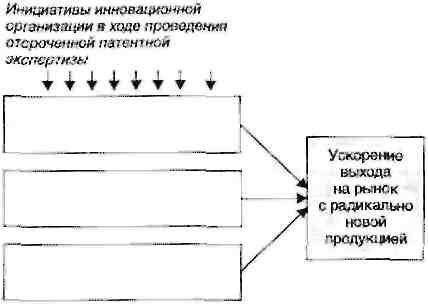 Инициативы инновационной
организации в ходе проведения
отсроченной патентной
экспертизы
Ускорение
выхода
на рынок
с радикально
новой
продукцией